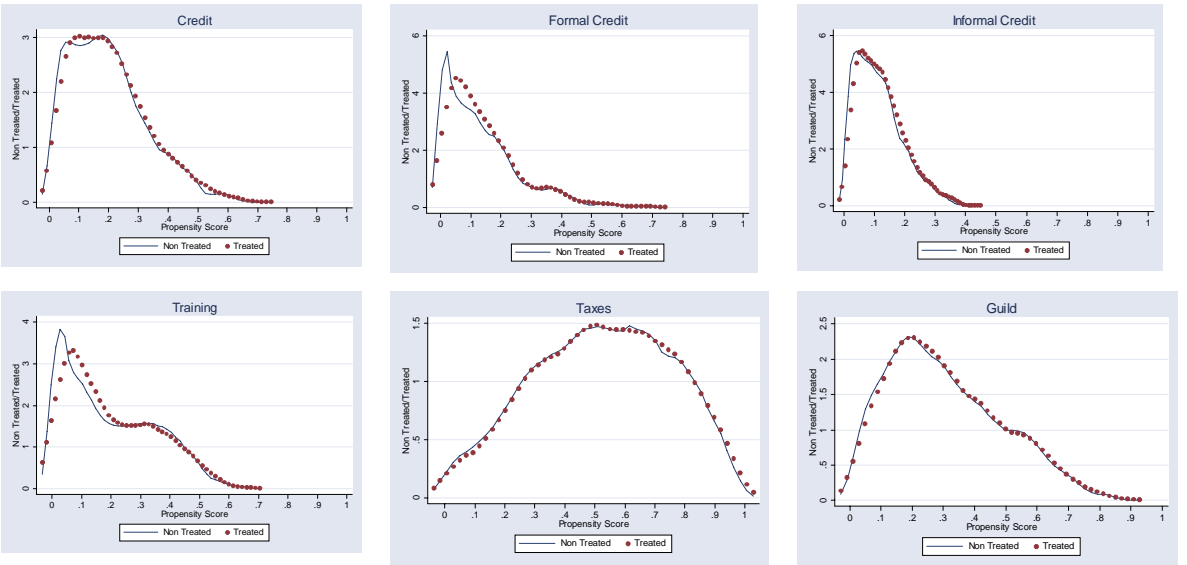 Credit
Non Treated/Treated
3
2
1
0
0 .1 .2 .3 .4 .5 .6 .7 .8 .9 1
Propensity Score
Non Treated Treated
Formal Credit
Non Treated/Treated
6
4
2
0
0 .1 .2 .3 .4 .5 .6 .7 .8 .9 1
Propensity Score
Non Treated Treated
Informal Credit
Non Treated/Treated
6
4
2
0
0 .1 .2 .3 .4 .5 .6 .7 .8 .9 1
Propensity Score
Non Treated Treated
Training
Non Treated/Treated
4
3
2
1
0
0 .1 .2 .3 .4 .5 .6 .7 .8 .9 1
Propensity Score
Non Treated Treated
Taxes
Non Treated/Treated
1.5
1
.5
0
0 .1 .2 .3 .4 .5 .6 .7 .8 .9 1
Propensity Score
Non Treated Treated
Guild
Non Treated/Treated
2.5
2
1.5
1
.5
0
0 .1 .2 .3 .4 .5 .6 .7 .8 .9 1
Propensity Score
Non Treated Treated